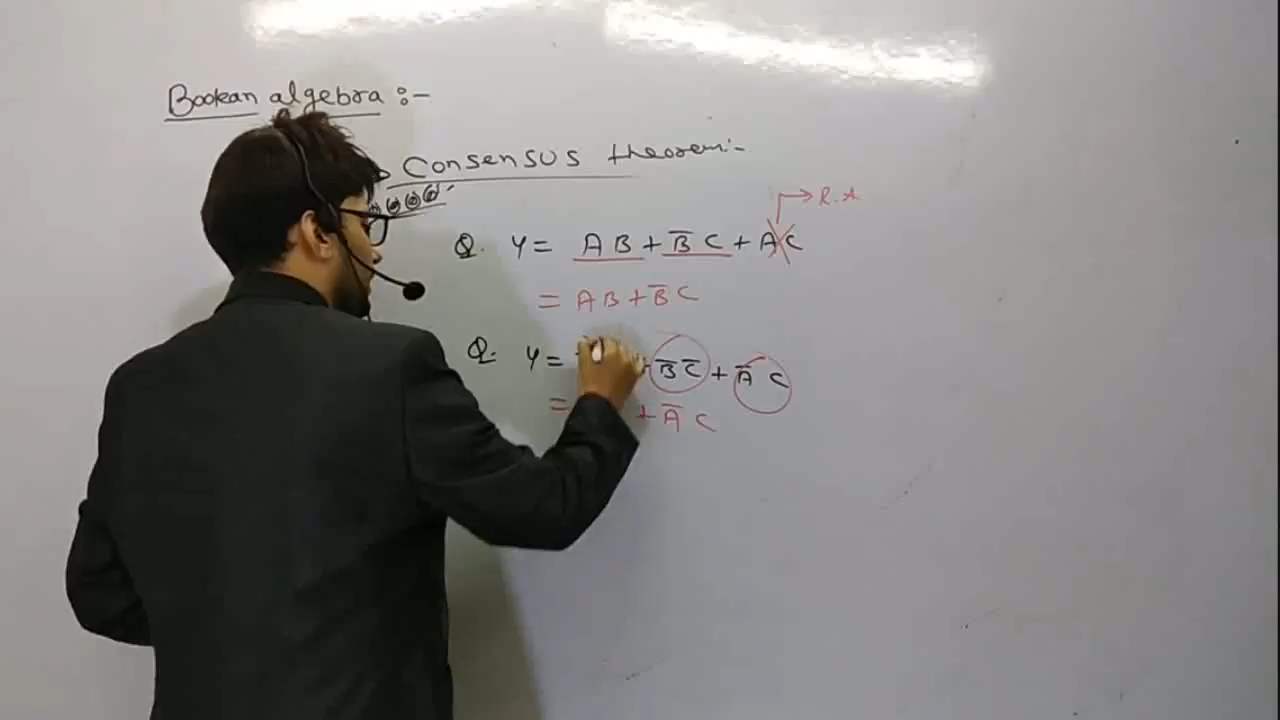 Boolean algebra :-
Consensus theorem:-
R.A
Q. Y = AB + B̅ C + AC
= AB + B̅ C
Q. Y = + B̅ C̅ + A̅ C
= + A̅ C